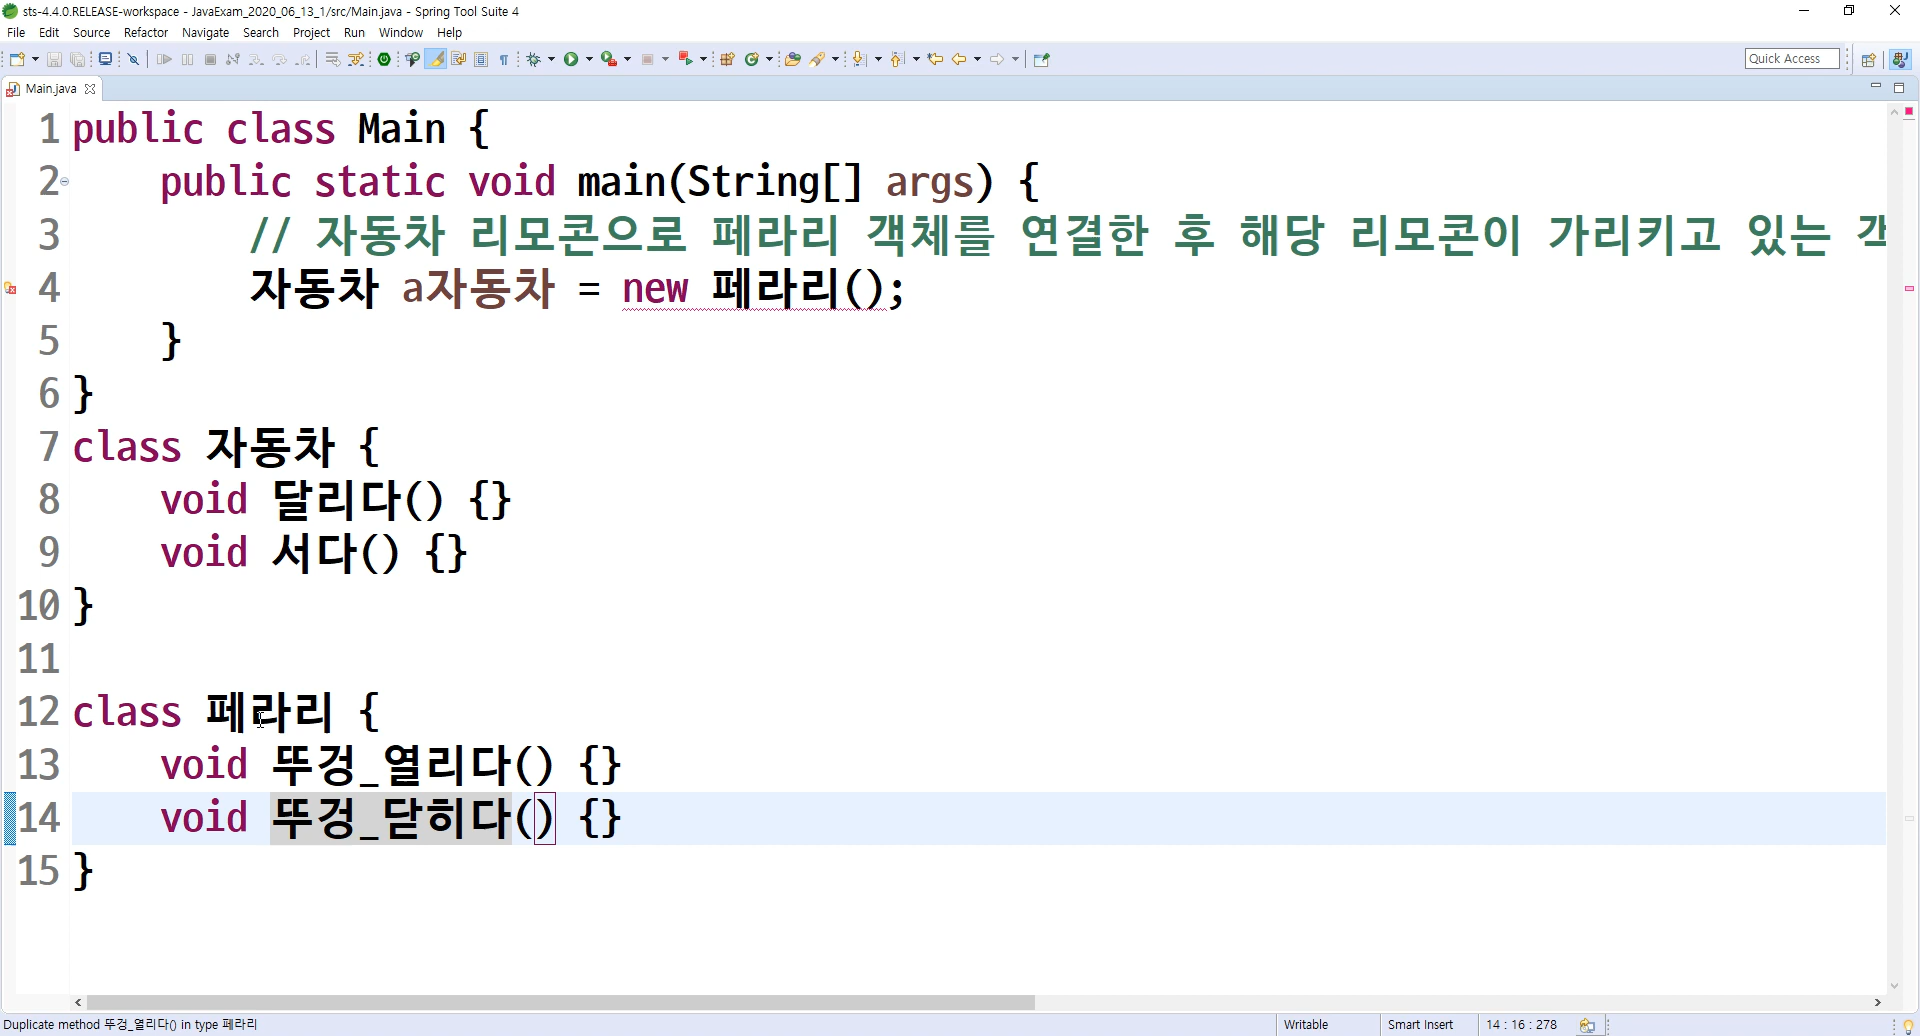 sts-4.4.0.RELEASE-workspace - JavaExam_2020_06_13_1/src/Main.java - Spring Tool Suite 4
File Edit Source Refactor Navigate Search Project Run Window Help
Quick Access
Main.java
1 public class Main {
2 public static void main(String[] args) {
3 // 자동차 리모콘으로 페라리 객체를 연결한 후 해당 리모콘이 가리키고 있는
4 자동차 a자동차 = new 페라리();
5 }
6 }
7 class 자동차 {
8 void 달리다() {}
9 void 서다() {}
10 }
11
12 class 페라리 {
13 void 뚜겅_열리다() {}
14 void 뚜겅_닫히다() {}
15 }
Duplicate method 뚜겅_열리다() in type 페라리
Writable Smart Insert 14 : 16 : 278